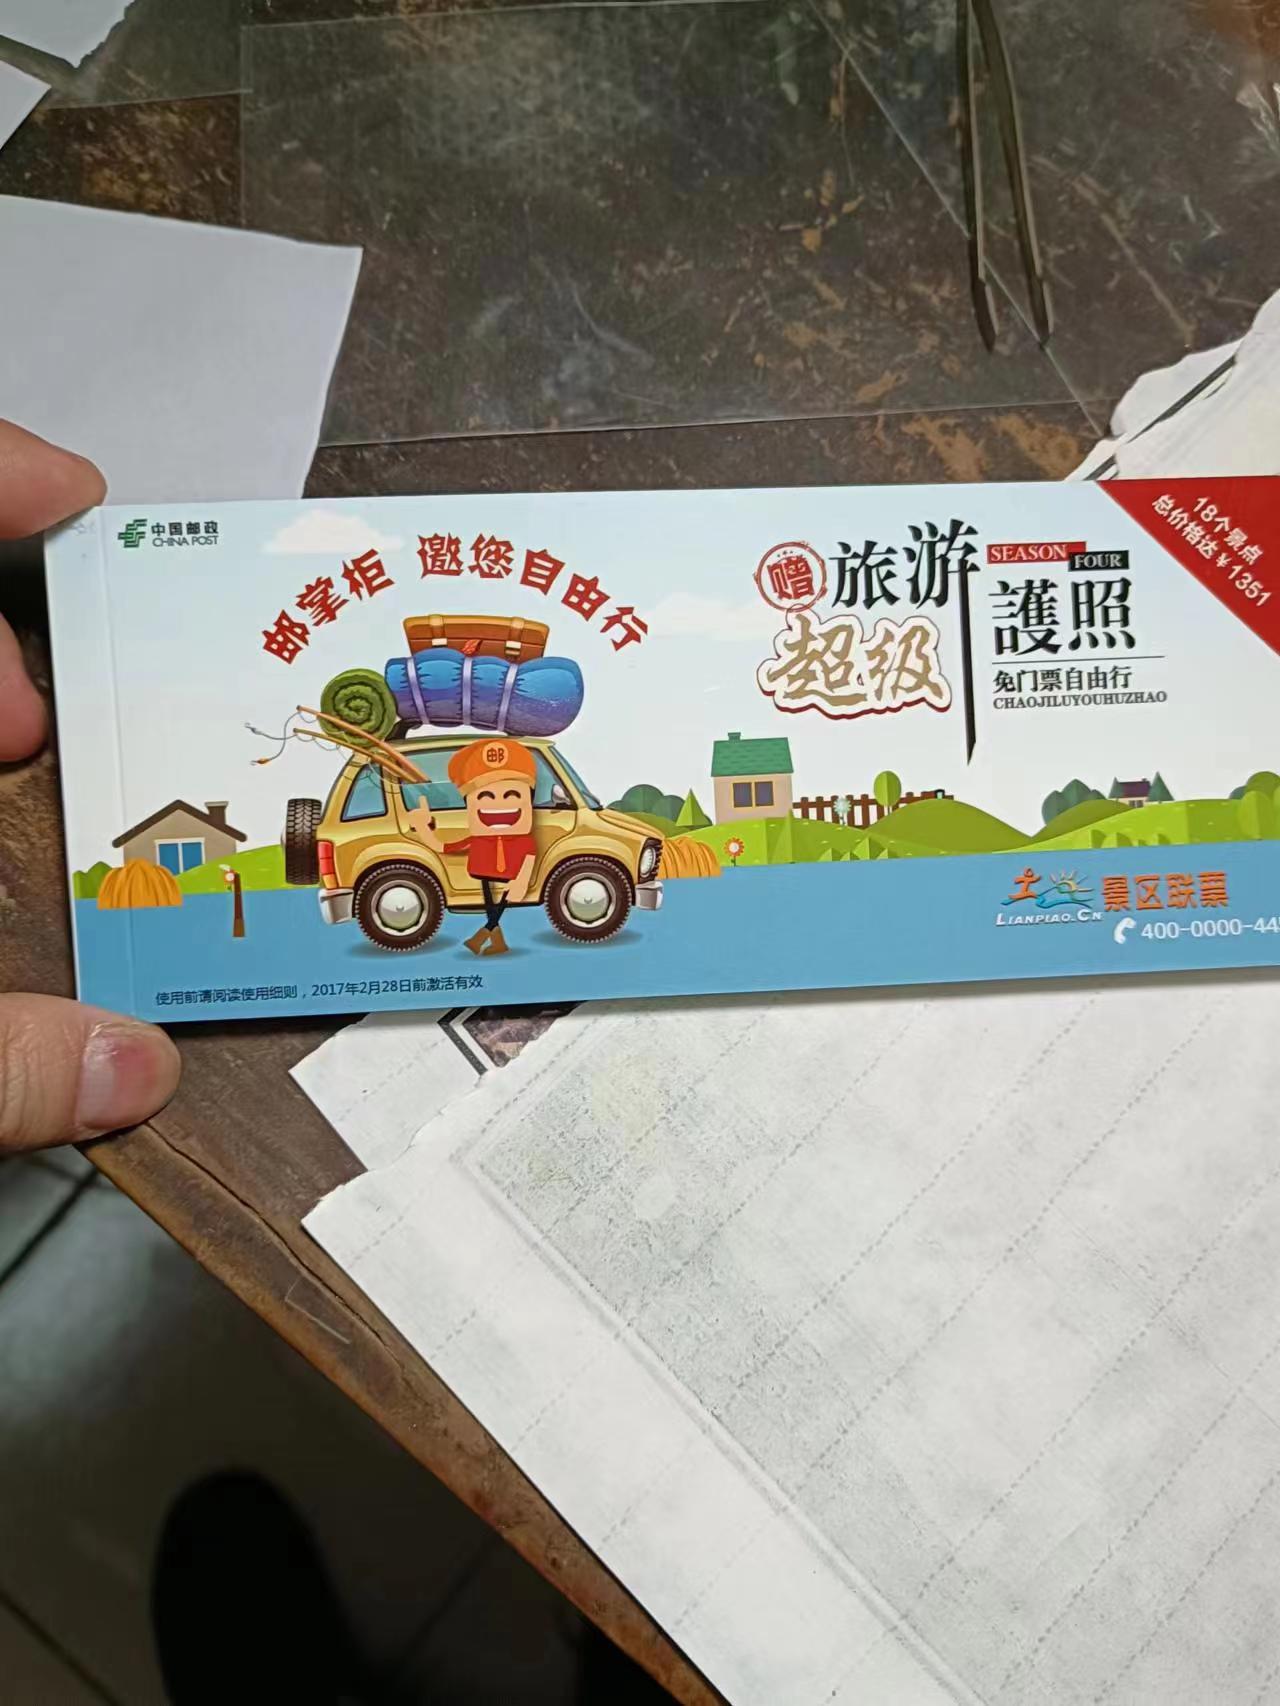 中国邮政
CHINA POST
邮掌柜 邀您自由行
邮
赠
旅游
超级
SEASON
FOUR
護照
免门票自由行
CHAOJILUYOUHUZHAO
18个景点
总价格达￥1351
LIANPIAO.CN
景区联票
400-0000-44
使用前请阅读使用细则，2017年2月28日前激活有效